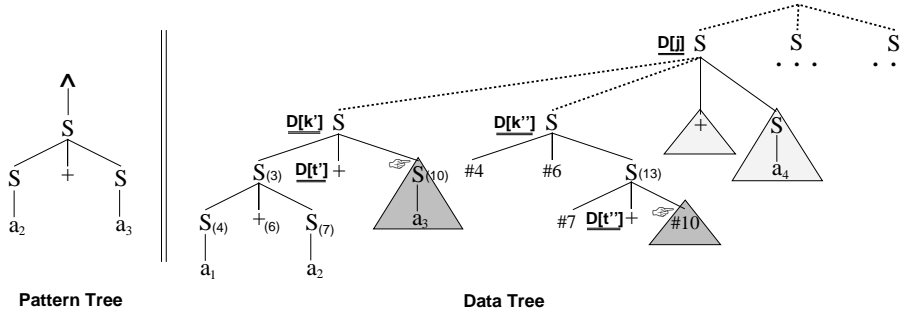 D[j] S S S
. . . . .
^
S
D[k'] S D[k''] S + S
S + S S(3) D[t'] + S(10) #4 #6 S(13) a4
a2 a3 S(4) +(6) S(7) a3 #7 D[t''] + #10
a1 a2
Pattern Tree Data Tree